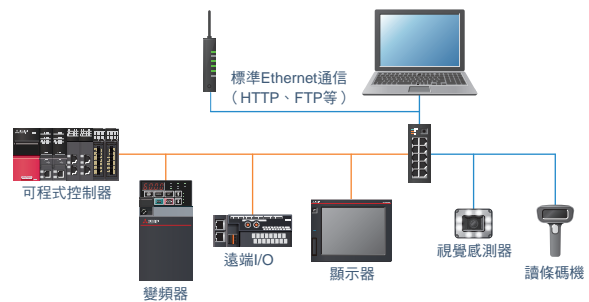 標準Ethernet通信
（HTTP、FTP等）
可程式控制器
變頻器
遠端I/O
顯示器
視覺感測器
讀條碼機